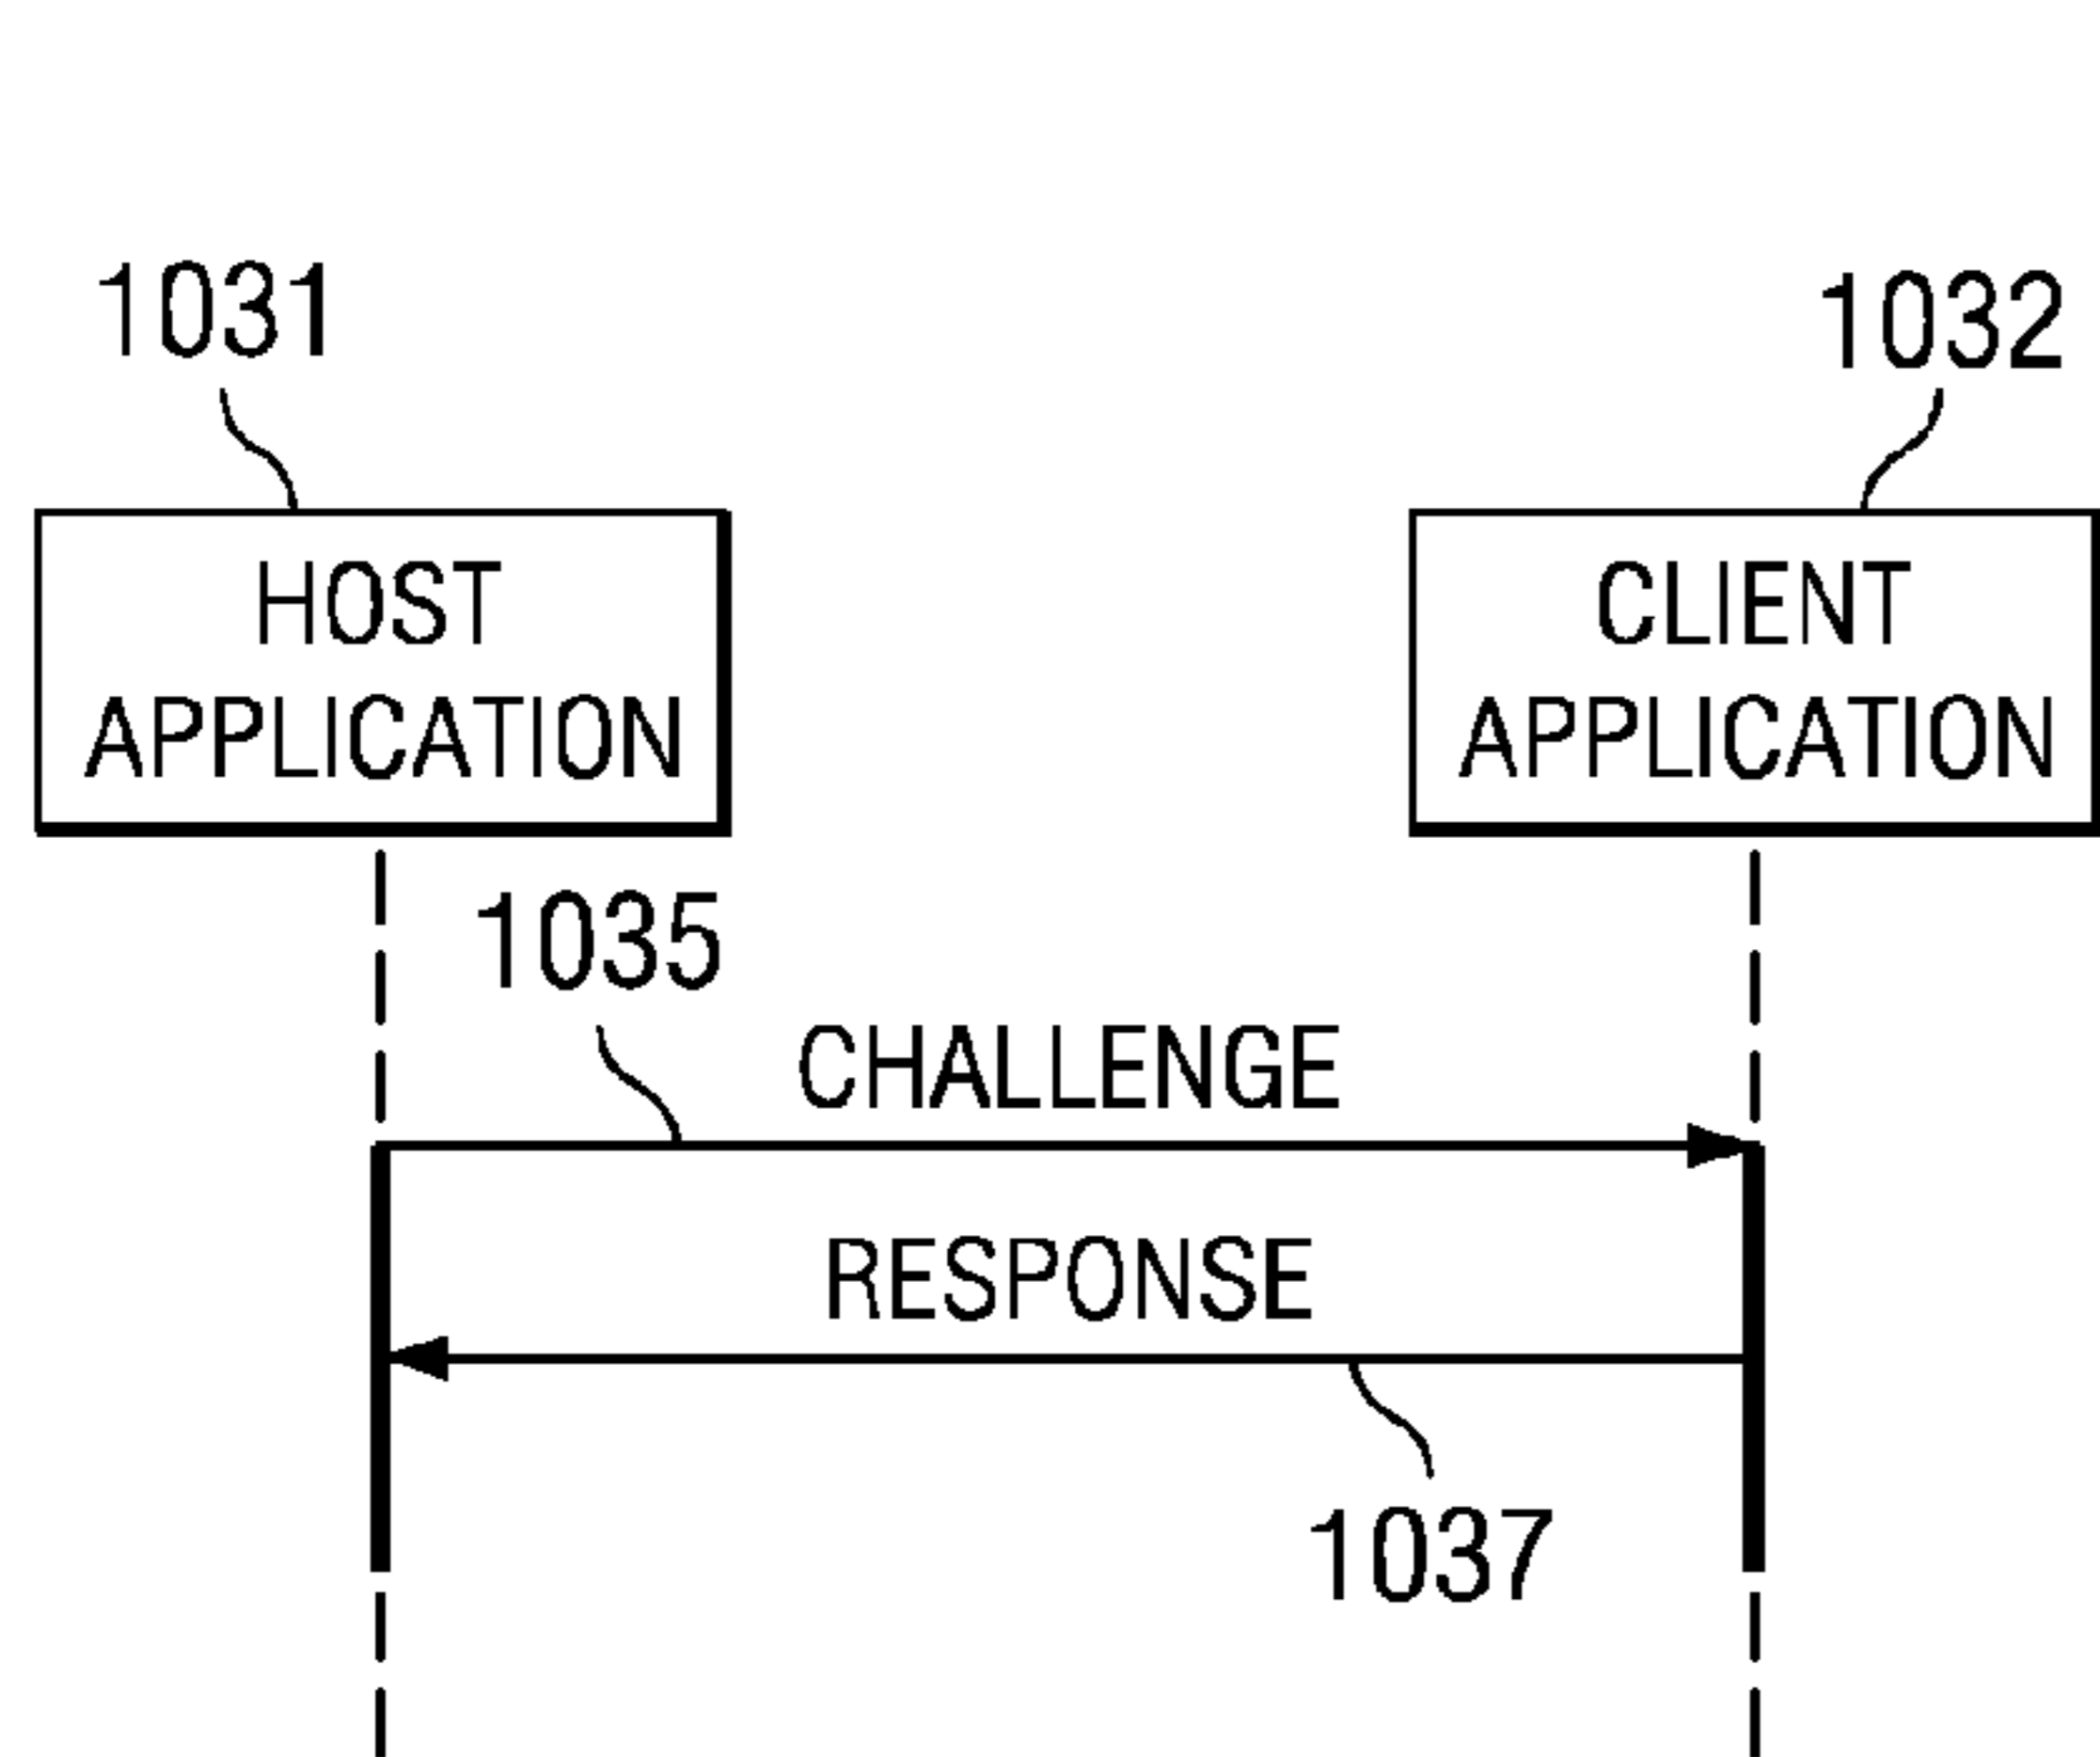 1031
1032
HOST
APPLICATION
CLIENT
APPLICATION
1035
CHALLENGE
RESPONSE
1037